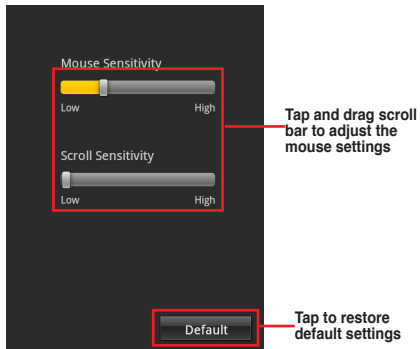 Mouse Sensitivity
Low High
Tap and drag scroll
bar to adjust the
mouse settings
Scroll Sensitivity
Low High
Default
Tap to restore
default settings